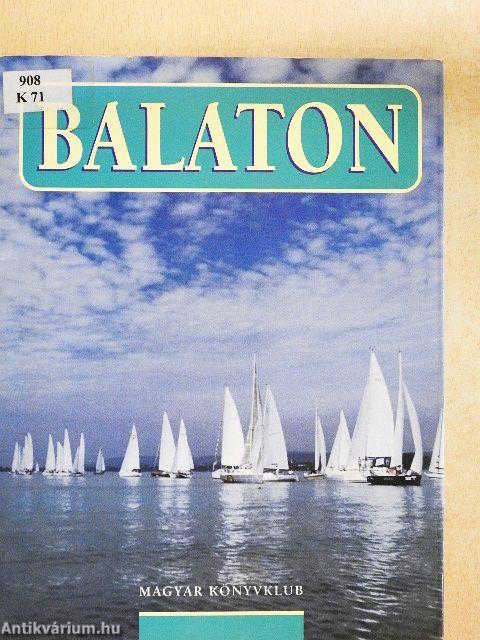 908
K 71
BALATON
MAGYAR KÖNYVKLUB
Antikvárium.hu